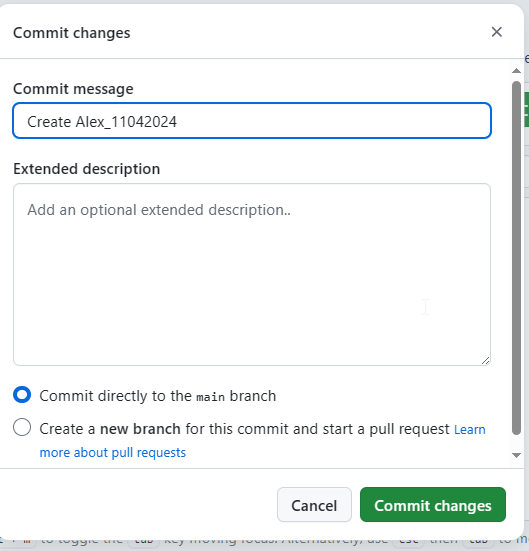 Commit changes
Commit message
Create Alex_11042024
Extended description
Add an optional extended description..
Commit directly to the main branch
Create a new branch for this commit and start a pull request Learn
more about pull requests
Cancel
Commit changes
to toggle the tab key moving focus. Alternatively, use esc then tab to m